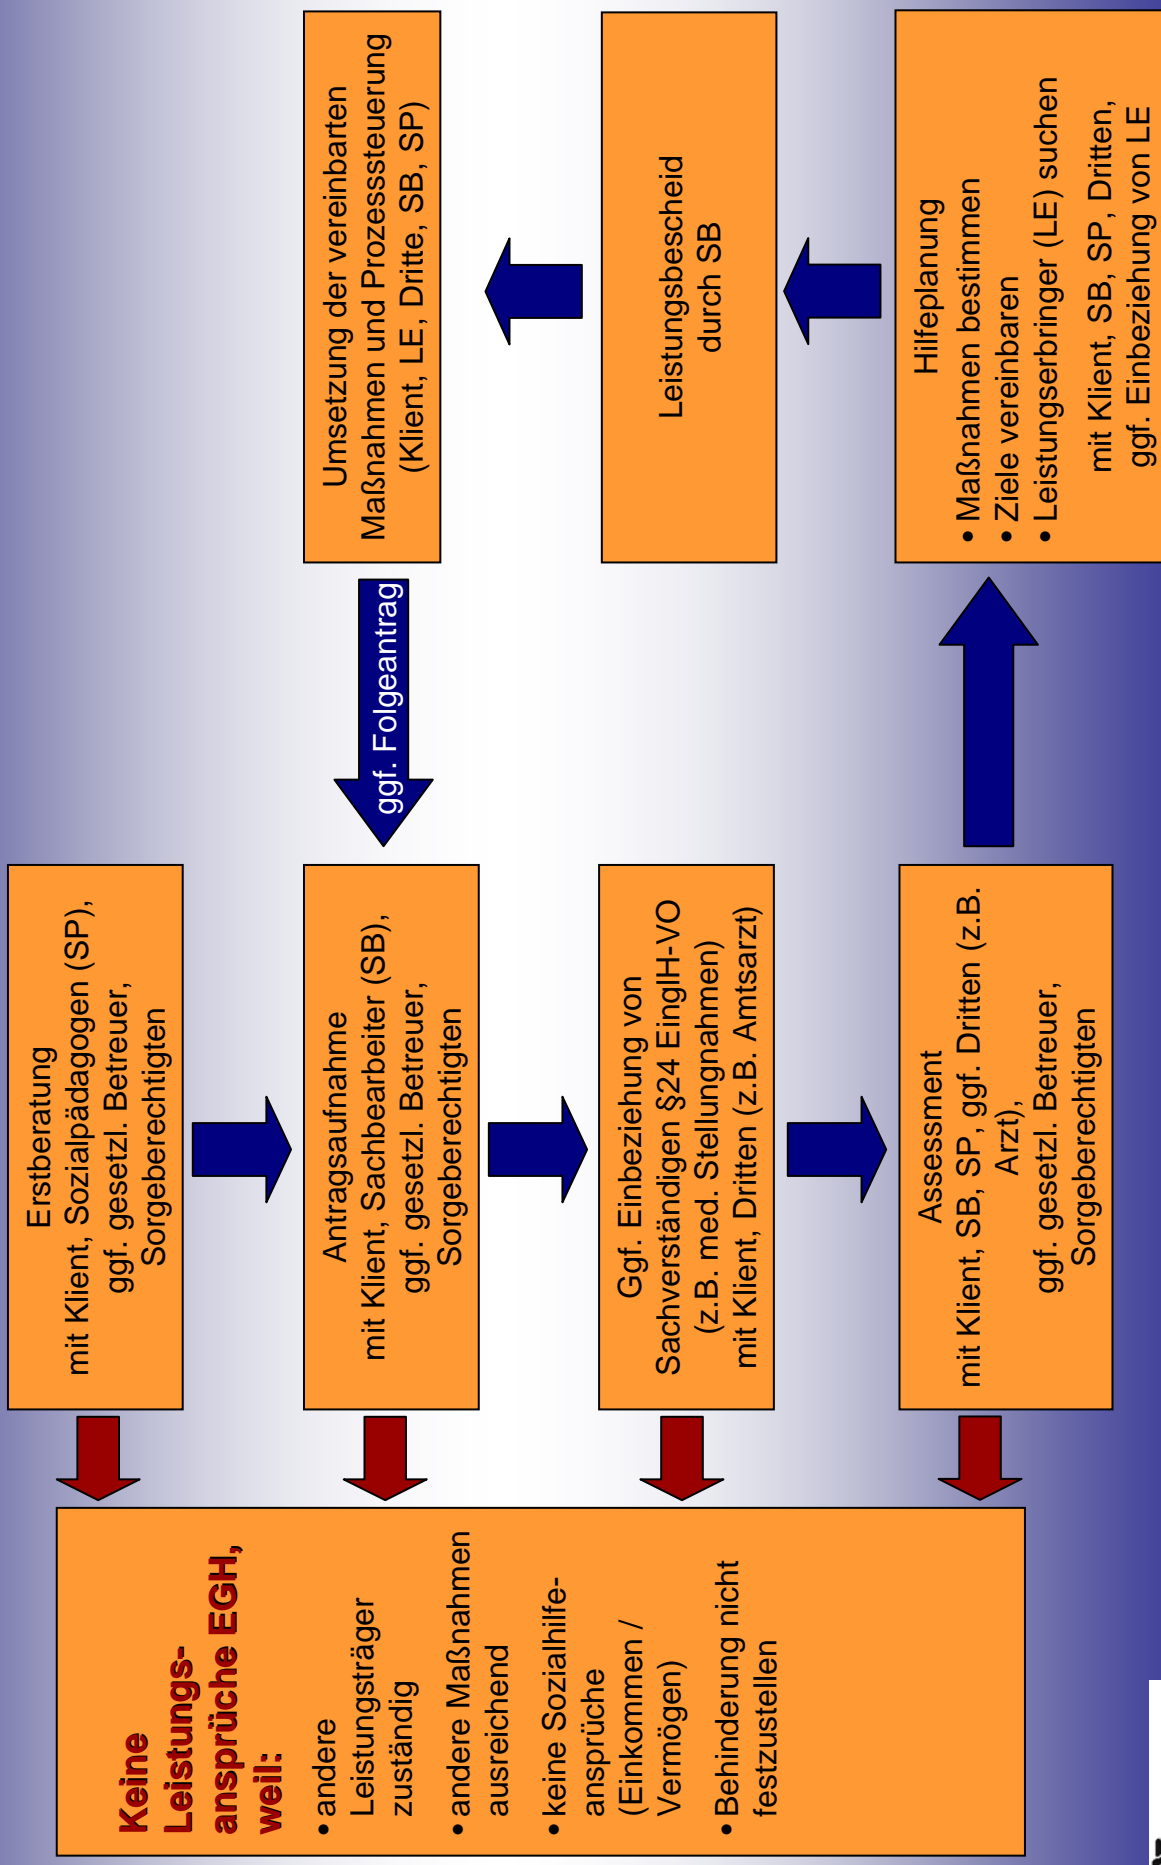 Keine
Leistungs-
ansprüche EGH,
weil:
• andere
Leistungsträger
zuständig
• andere Maßnahmen
ausreichend
• keine Sozialhilfe-
ansprüche
(Einkommen /
Vermögen)
• Behinderung nicht
festzustellen
Erstberatung
mit Klient, Sozialpädagogen (SP),
ggf. gesetzl. Betreuer,
Sorgeberechtigten
Antragsaufnahme
mit Klient, Sachbearbeiter (SB),
ggf. gesetzl. Betreuer,
Sorgeberechtigten
Ggf. Einbeziehung von
Sachverständigen §24 EinglH-VO
(z.B. med. Stellungnahmen)
mit Klient, Dritten (z.B. Amtsarzt)
Assessment
mit Klient, SB, SP, ggf. Dritten (z.B.
Arzt),
ggf. gesetzl. Betreuer,
Sorgeberechtigten
ggf. Folgeantrag
Umsetzung der vereinbarten
Maßnahmen und Prozesssteuerung
(Klient, LE, Dritte, SB, SP)
Leistungsbescheid
durch SB
Hilfeplanung
• Maßnahmen bestimmen
• Ziele vereinbaren
• Leistungserbringer (LE) suchen
mit Klient, SB, SP, Dritten,
ggf. Einbeziehung von LE